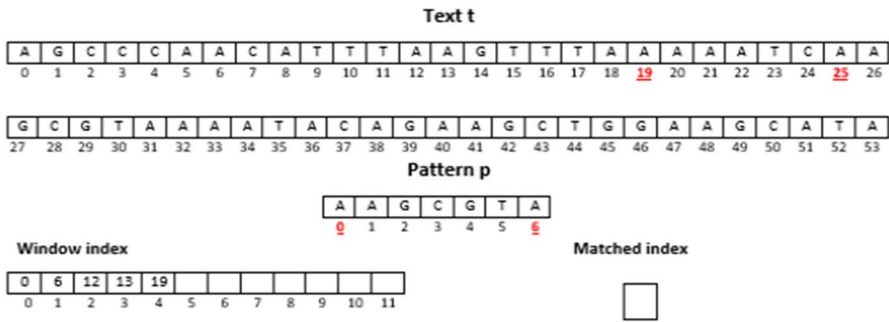 Text t
A G C C C A A C A T T T A A G T T T A A A A A T C A A
0 1 2 3 4 5 6 7 8 9 10 11 12 13 14 15 16 17 18 19 20 21 22 23 24 25 26
G C G T A A A A T A C A G A A G C T G G A A G C A T A
27 28 29 30 31 32 33 34 35 36 37 38 39 40 41 42 43 44 45 46 47 48 49 50 51 52 53
Pattern p
A A G C G T A
0 1 2 3 4 5 6
Window index Matched index
0 6 12 13 19
0 1 2 3 4 5 6 7 8 9 10 11